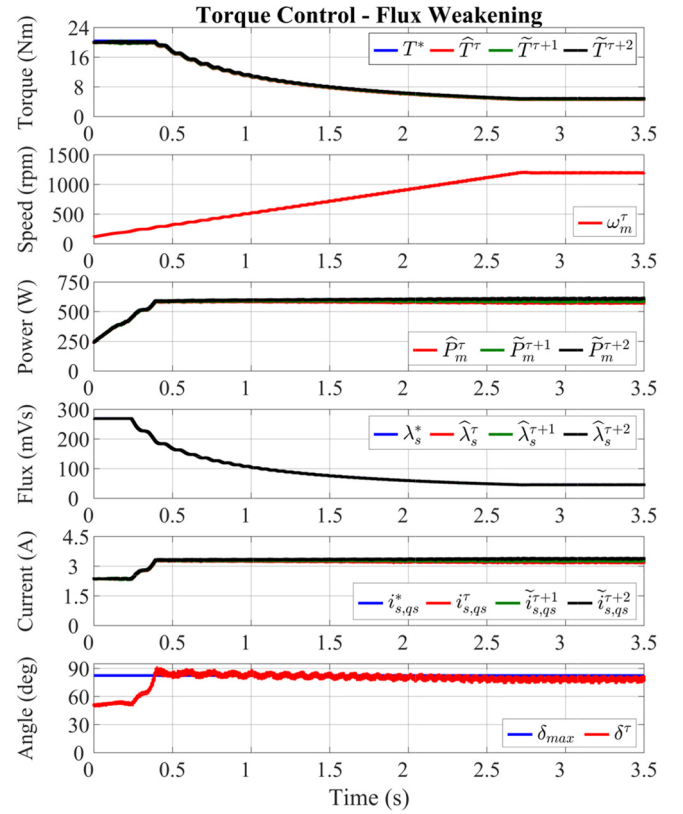 Torque Control - Flux Weakening
Torque (Nm)
24
16
8
0
T* T̂^τ T̃^τ+1 T̃^τ+2
0 0.5 1 1.5 2 2.5 3 3.5
Speed (rpm)
1500
1000
500
0
ω_m^τ
0 0.5 1 1.5 2 2.5 3 3.5
Power (W)
750
500
250
0
P̂_m^τ P̃_m^τ+1 P̃_m^τ+2
0 0.5 1 1.5 2 2.5 3 3.5
Flux (mVs)
300
200
100
0
λ_s^* λ̂_s^τ λ̂_s^τ+1 λ̂_s^τ+2
0 0.5 1 1.5 2 2.5 3 3.5
Current (A)
4.5
3
1.5
0
i_s,qs^* i_s,qs^τ ĩ_s,qs^τ+1 ĩ_s,qs^τ+2
0 0.5 1 1.5 2 2.5 3 3.5
Angle (deg)
90
60
30
0
δ_max δ^τ
0 0.5 1 1.5 2 2.5 3 3.5
Time (s)